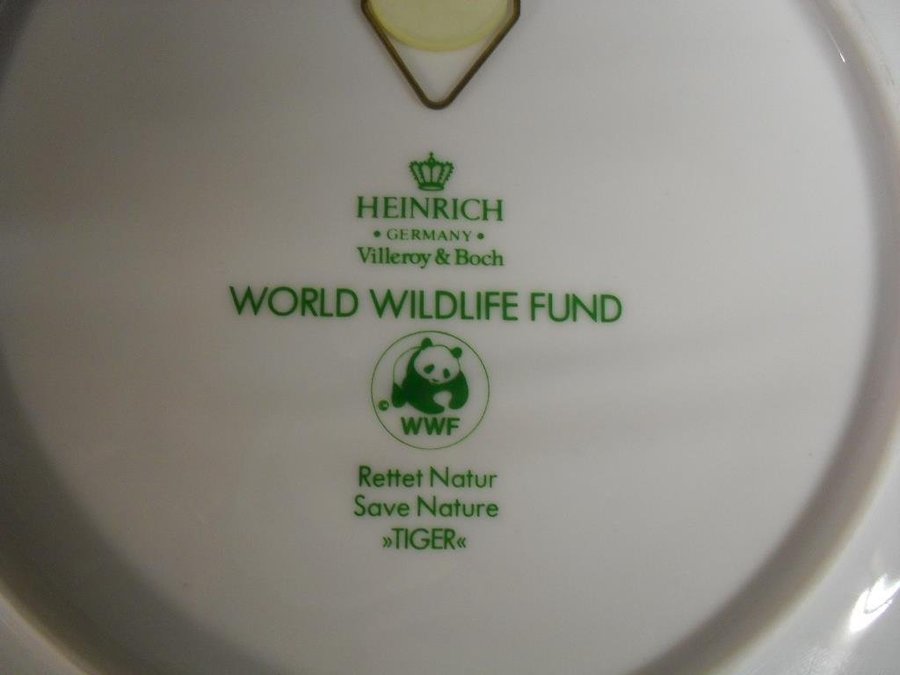 HEINRICH
• GERMANY •
Villeroy & Boch
WORLD WILDLIFE FUND
©
WWF
Rettet Natur
Save Nature
»TIGER«